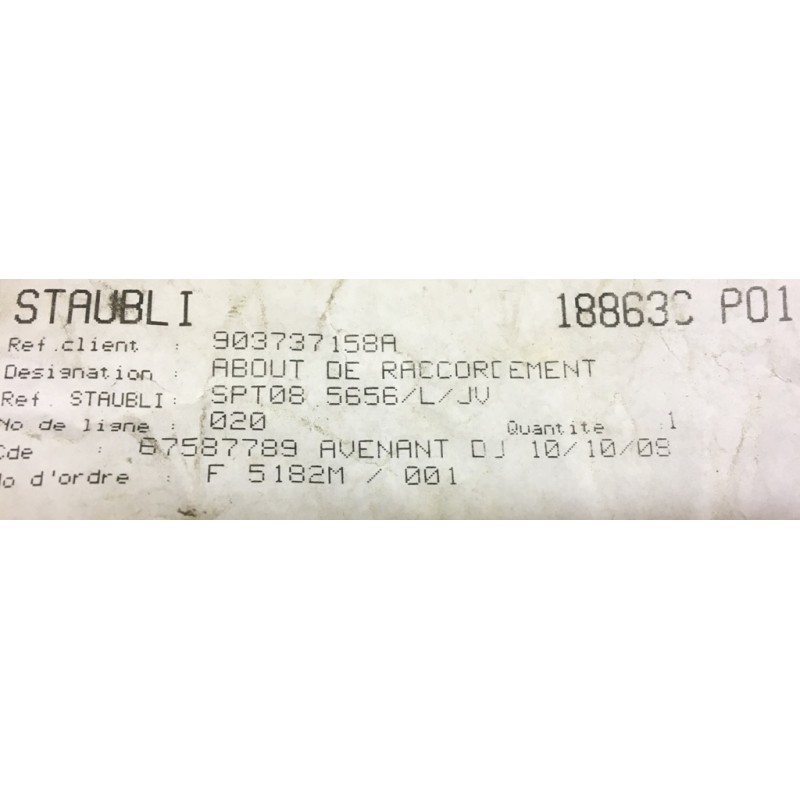 STAUBLI 18863C P01
Ref.client : 903737158A
Designation : ABOUT DE RACCORDEMENT
Ref. STAUBLI: SPT08 5656/L/JV
No de ligne : 020 Quantite : 1
Cde : 67587789 AVENANT DU 10/10/08
No d'ordre : F 5182M / 001